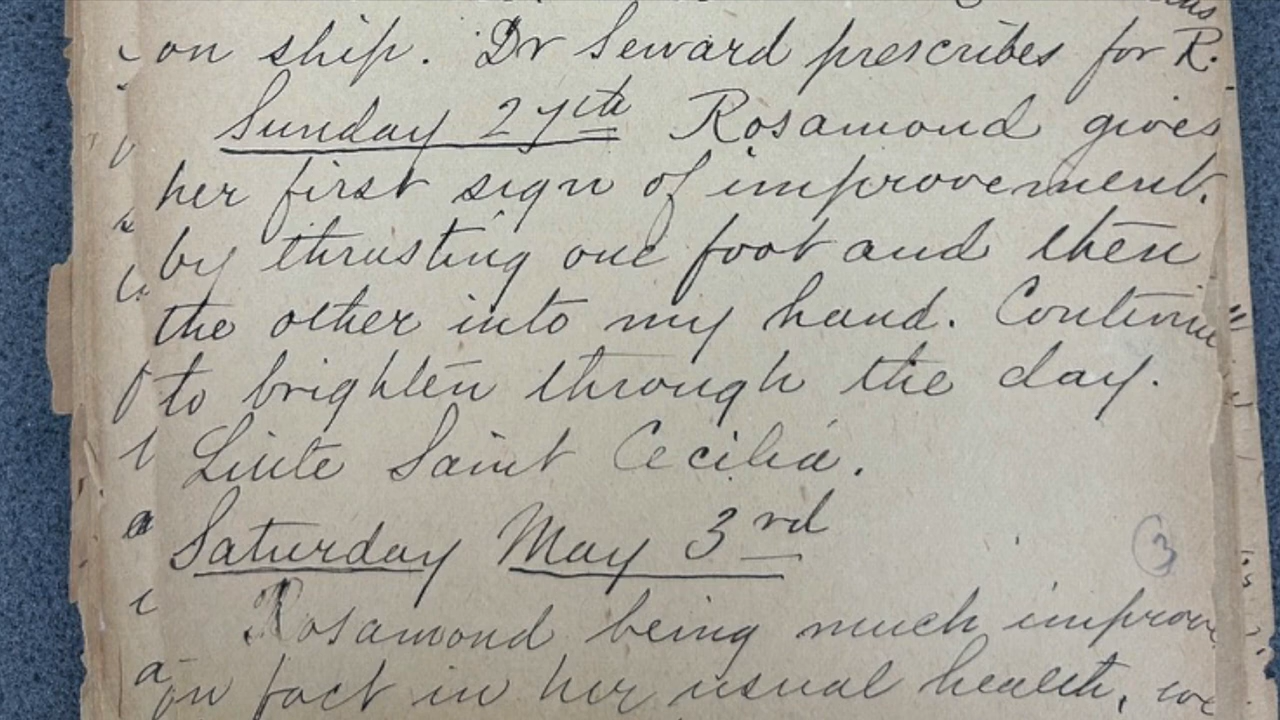 on ship. Dr Seward prescribes for R.
Sunday 27th Rosamond gives
her first sign of improvement.
by thrusting one foot and then
the other into my hand. Continu
to brighten through the day.
Saint Cecilia.
Saturday May 3rd
3
Rosamond being much improve
in fact in her usual health, we